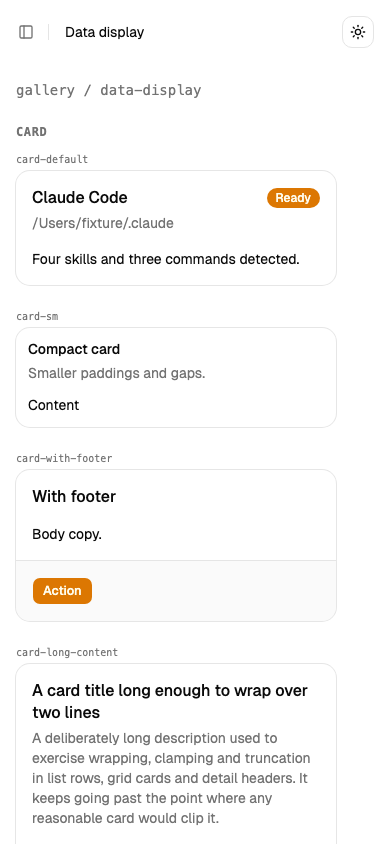 Data display
gallery / data-display
CARD
card-default
Claude Code
Ready
/Users/fixture/.claude
Four skills and three commands detected.
card-sm
Compact card
Smaller paddings and gaps.
Content
card-with-footer
With footer
Body copy.
Action
card-long-content
A card title long enough to wrap over
two lines
A deliberately long description used to
exercise wrapping, clamping and truncation
in list rows, grid cards and detail headers. It
keeps going past the point where any
reasonable card would clip it.